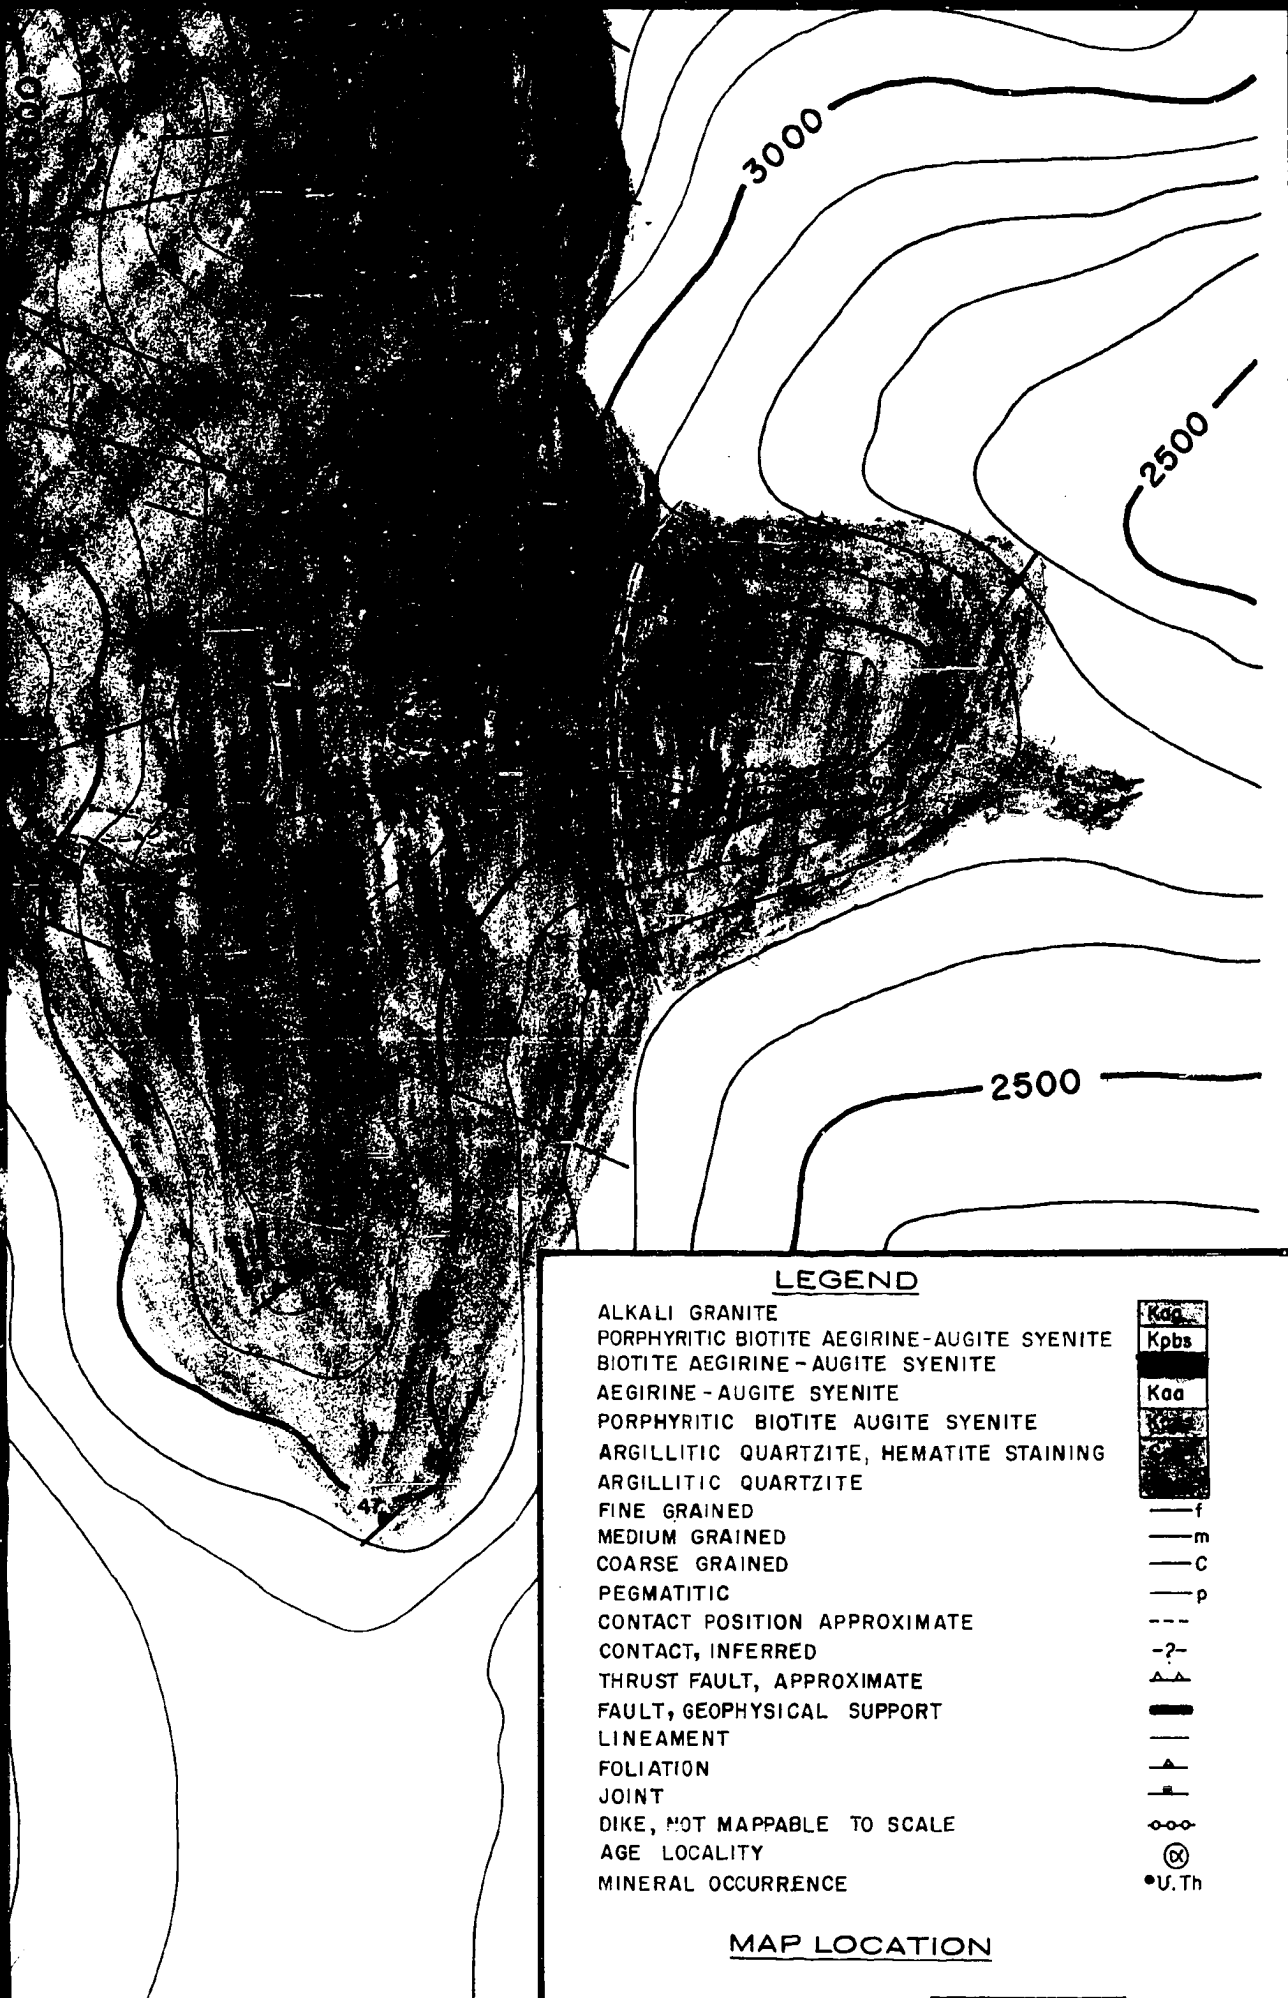 3000
2500
2500
47
LEGEND
ALKALI GRANITE Kag
PORPHYRITIC BIOTITE AEGIRINE-AUGITE SYENITE Kpbs
BIOTITE AEGIRINE-AUGITE SYENITE
AEGIRINE-AUGITE SYENITE Kaa
PORPHYRITIC BIOTITE AUGITE SYENITE
ARGILLITIC QUARTZITE, HEMATITE STAINING
ARGILLITIC QUARTZITE
FINE GRAINED f
MEDIUM GRAINED m
COARSE GRAINED C
PEGMATITIC p
CONTACT POSITION APPROXIMATE
CONTACT, INFERRED -?-
THRUST FAULT, APPROXIMATE
FAULT, GEOPHYSICAL SUPPORT
LINEAMENT
FOLIATION
JOINT
DIKE, NOT MAPPABLE TO SCALE
AGE LOCALITY
MINERAL OCCURRENCE U.Th
MAP LOCATION